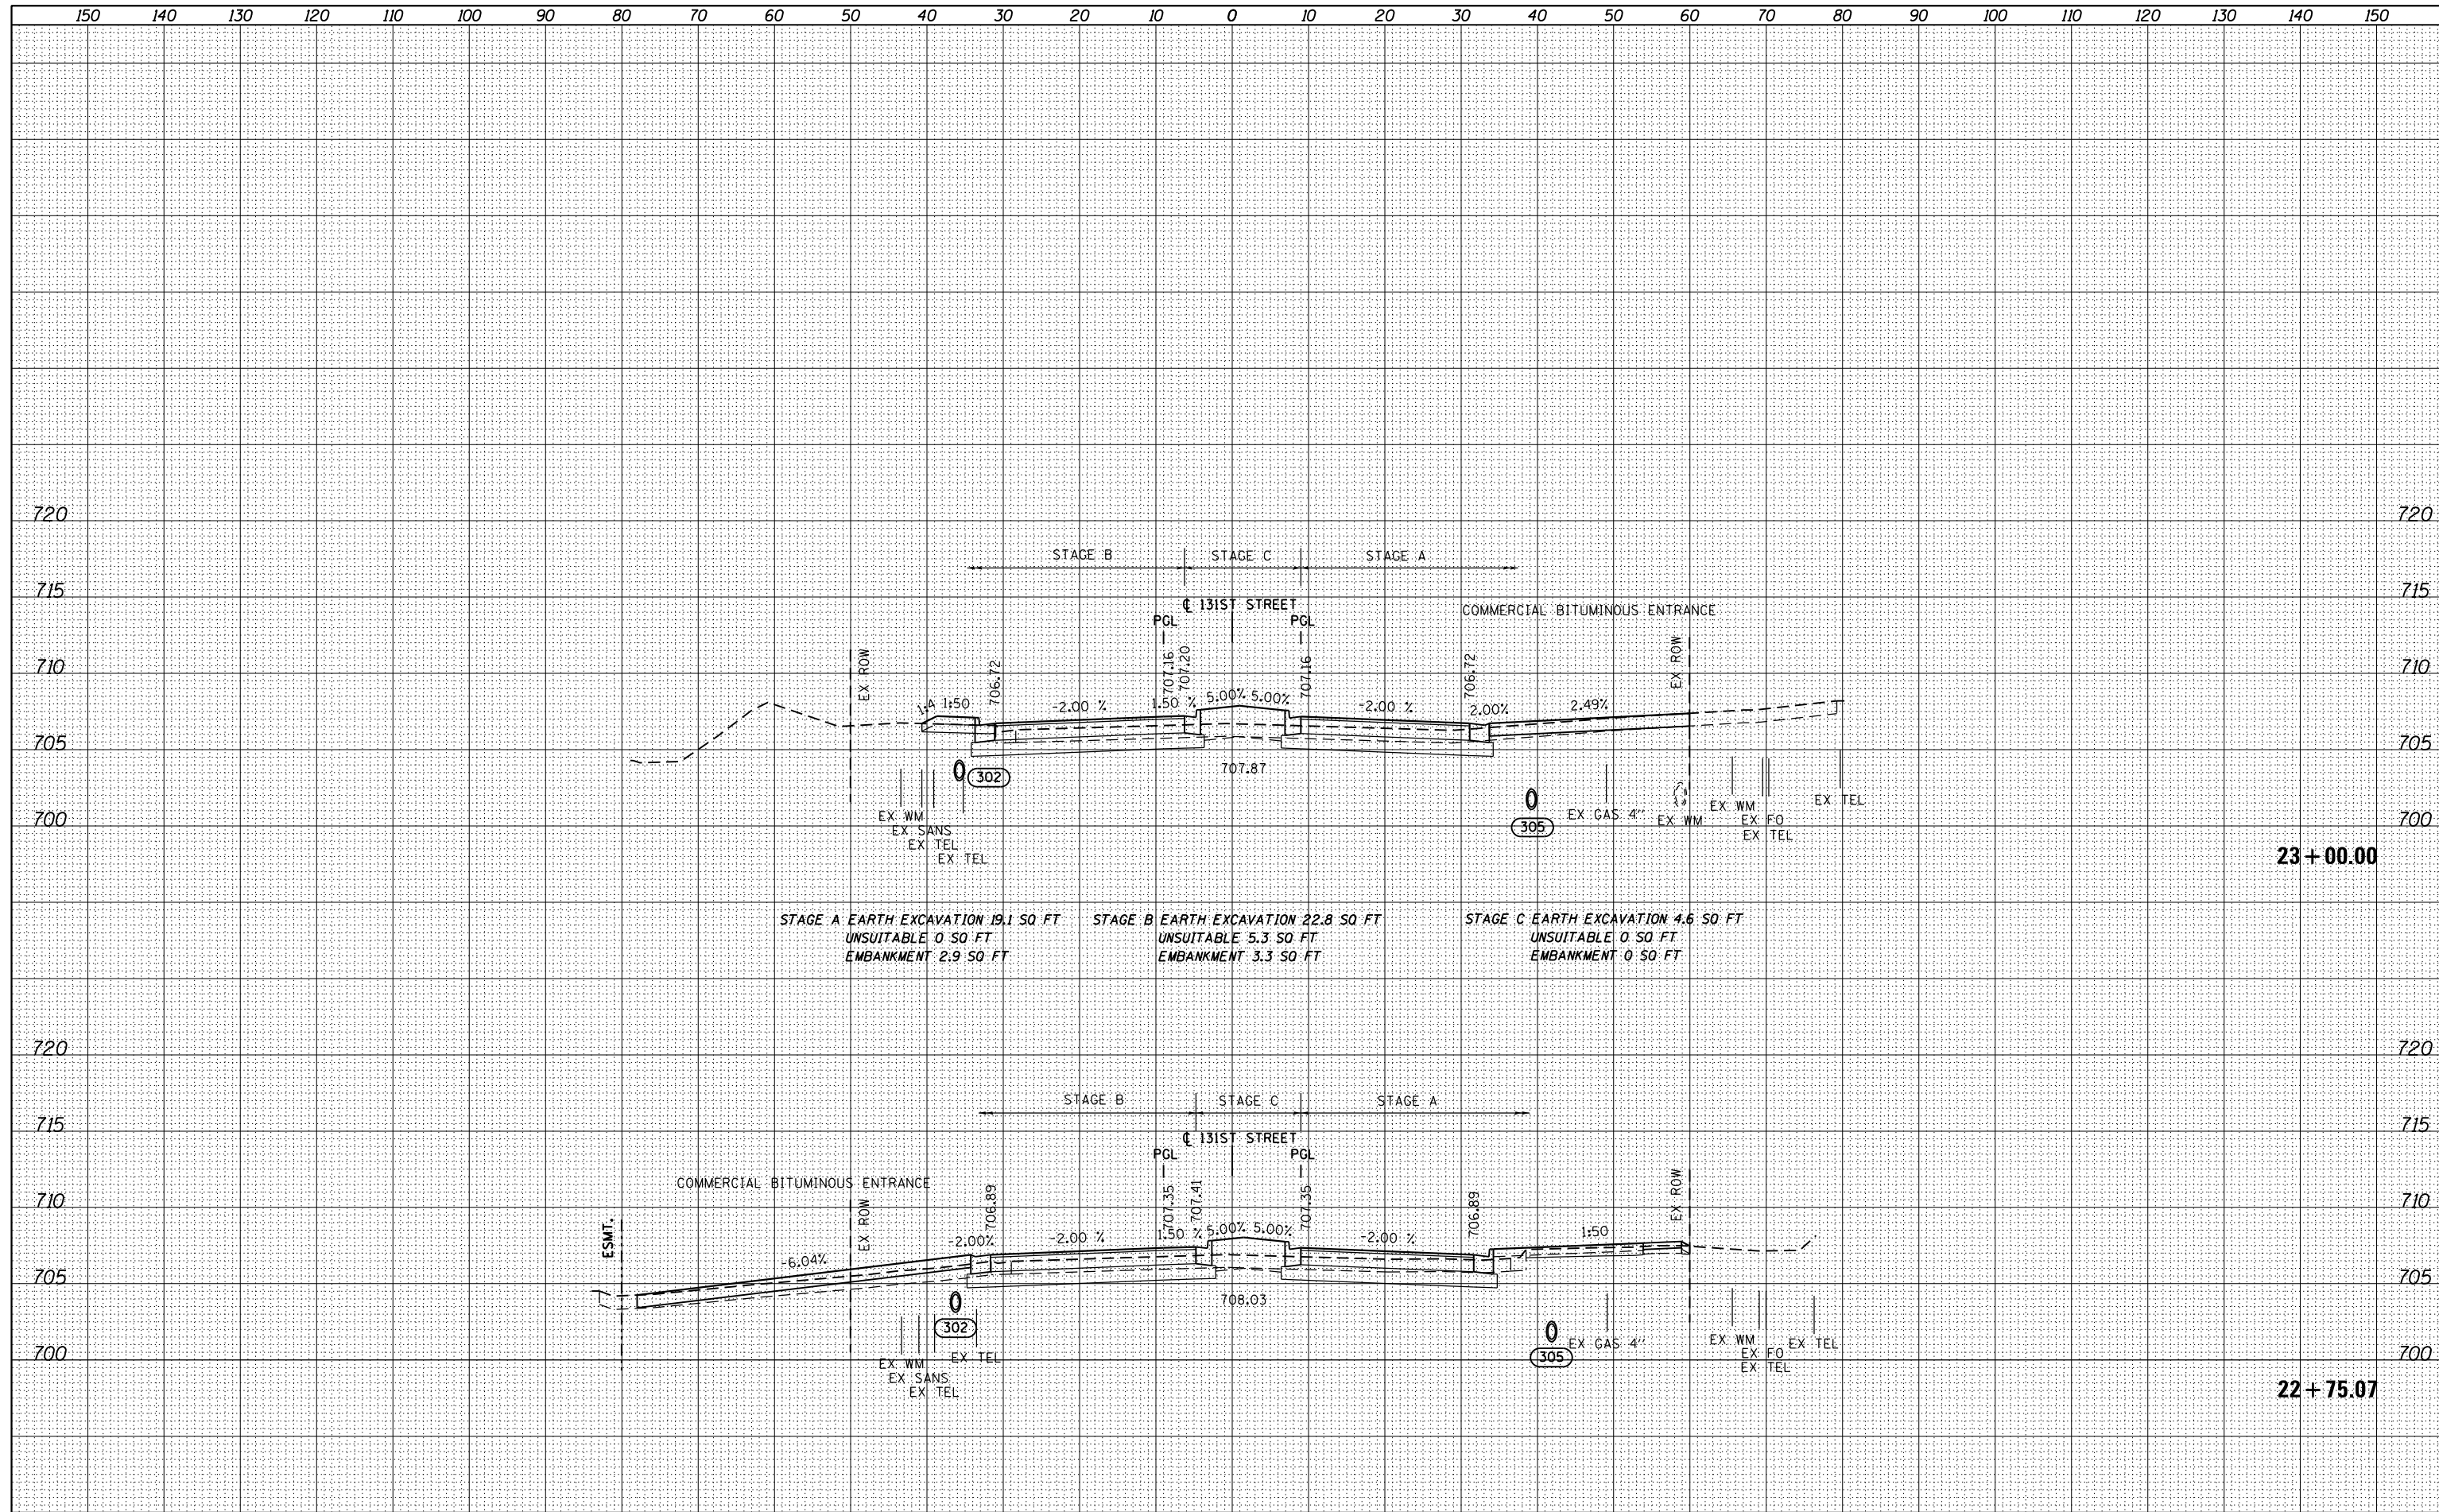 150 140 130 120 110 100 90 80 70 60 50 40 30 20 10 0 10 20 30 40 50 60 70 80 90 100 110 120 130 140 150
720 720
STAGE B STAGE C STAGE A
715 715
℄ 131ST STREET
COMMERCIAL BITUMINOUS ENTRANCE
PGL PGL
710 710
EX ROW
706.72
707.16
707.20
707.16
706.72
EX ROW
1:4 1:50 -2.00 % 1.50 % 5.00% 5.00% -2.00 % 2.00% 2.49%
705 705
707.87
302
305
EX WM
EX SANS
EX TEL
EX TEL
EX GAS 4''
EX WM
EX WM
EX FO
EX TEL
EX TEL
700 700
23+00.00
STAGE A EARTH EXCAVATION 19.1 SQ FT
UNSUITABLE 0 SQ FT
EMBANKMENT 2.9 SQ FT
STAGE B EARTH EXCAVATION 22.8 SQ FT
UNSUITABLE 5.3 SQ FT
EMBANKMENT 3.3 SQ FT
STAGE C EARTH EXCAVATION 4.6 SQ FT
UNSUITABLE 0 SQ FT
EMBANKMENT 0 SQ FT
720 720
STAGE B STAGE C STAGE A
715 715
℄ 131ST STREET
PGL PGL
COMMERCIAL BITUMINOUS ENTRANCE
710 710
ESMT.
EX ROW
706.89
707.35
707.41
707.35
706.89
EX ROW
-6.04% -2.00% -2.00 % 1.50 % 5.00% 5.00% -2.00 % 1:50
705 705
708.03
302
305
EX WM
EX SANS
EX TEL
EX TEL
EX GAS 4''
EX WM
EX FO
EX TEL
EX TEL
700 700
22+75.07